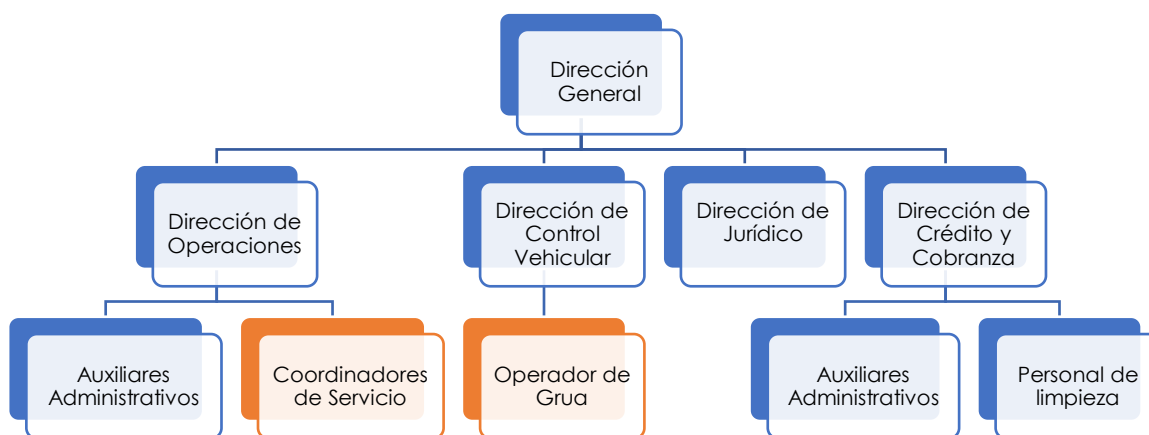 Dirección
General
Dirección de
Operaciones
Dirección de
Control
Vehicular
Dirección de
Jurídico
Dirección de
Crédito y
Cobranza
Auxiliares
Administrativos
Coordinadores
de Servicio
Operador de
Grua
Auxiliares
Administrativos
Personal de
limpieza